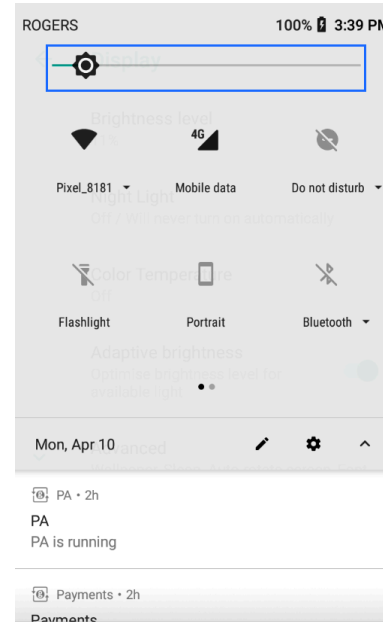 ROGERS 100% 3:39 PM
Display
Brightness level
4G
Pixel_8181 Mobile data Do not disturb
Night Light
Off / Will never turn on automatically
Color Temperature
Off
Flashlight Portrait Bluetooth
Adaptive brightness
Optimise brightness level for
available light
Mon, Apr 10
Advanced
PA • 2h
PA
PA is running
Payments • 2h
Payments